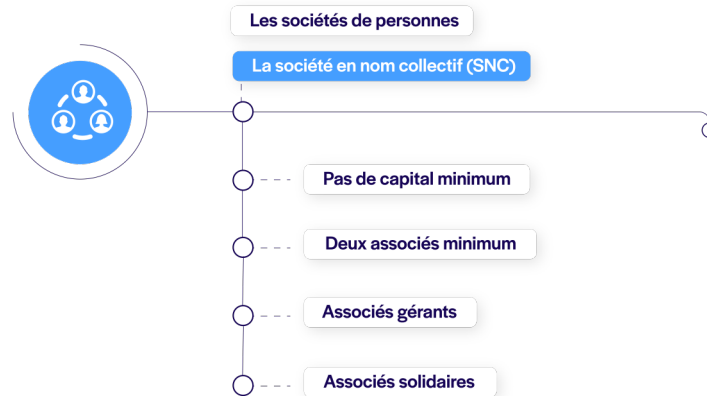 Les sociétés de personnes
La société en nom collectif (SNC)
Pas de capital minimum
Deux associés minimum
Associés gérants
Associés solidaires